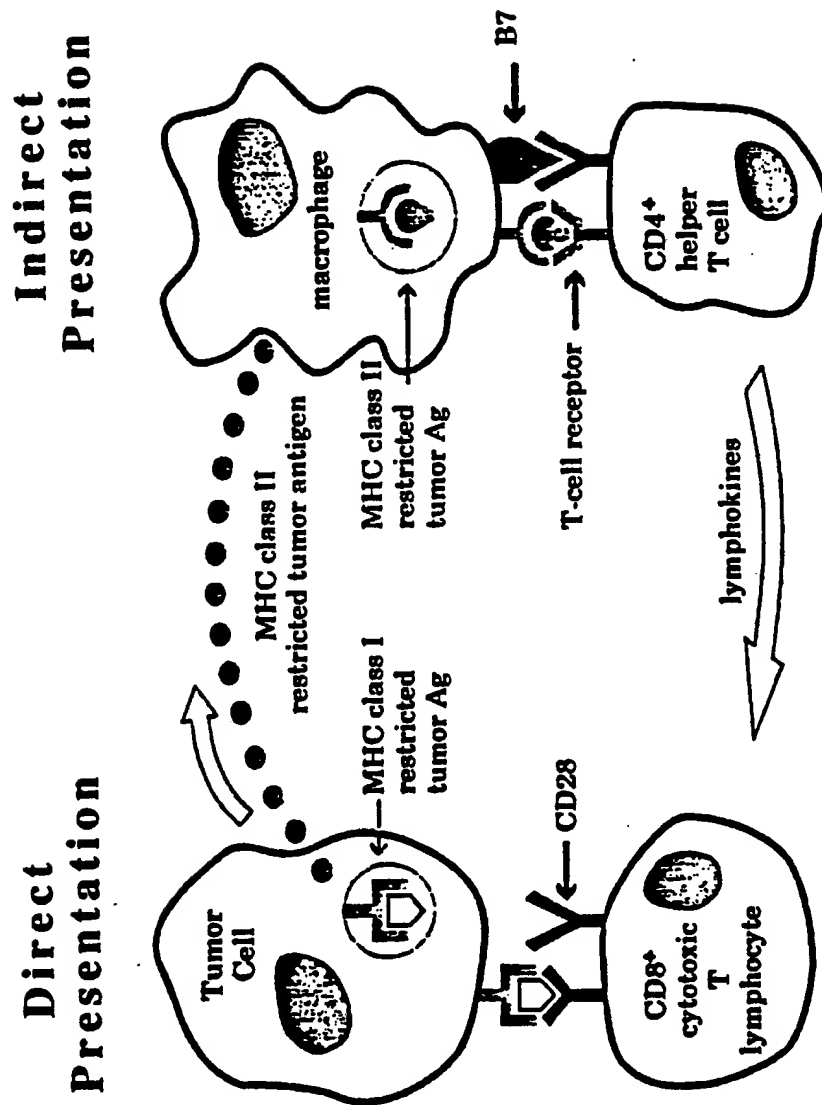 Direct
Presentation
Indirect
Presentation
Tumor
Cell
MHC class I
restricted
tumor Ag
MHC class II
restricted tumor antigen
macrophage
MHC class II
restricted
tumor Ag
B7
T-cell receptor
CD28
CD8+
cytotoxic
T
lymphocyte
lymphokines
CD4+
helper
T cell